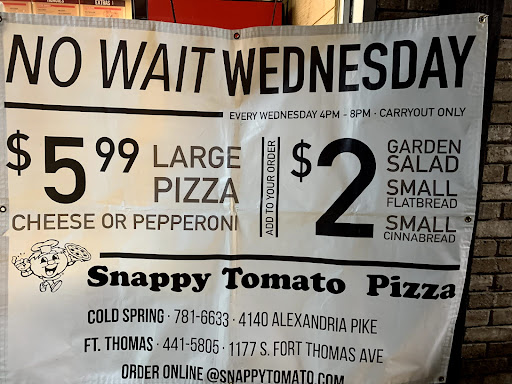 NO WAIT WEDNESDAY
EVERY WEDNESDAY 4PM - 8PM · CARRYOUT ONLY
$5.99 LARGE PIZZA
CHEESE OR PEPPERONI
ADD TO YOUR ORDER
$2
GARDEN SALAD
SMALL FLATBREAD
SMALL CINNABREAD
Snappy Tomato Pizza
COLD SPRING · 781-6633 · 4140 ALEXANDRIA PIKE
FT. THOMAS · 441-5805 · 1177 S. FORT THOMAS AVE
ORDER ONLINE @SNAPPYTOMATO.COM